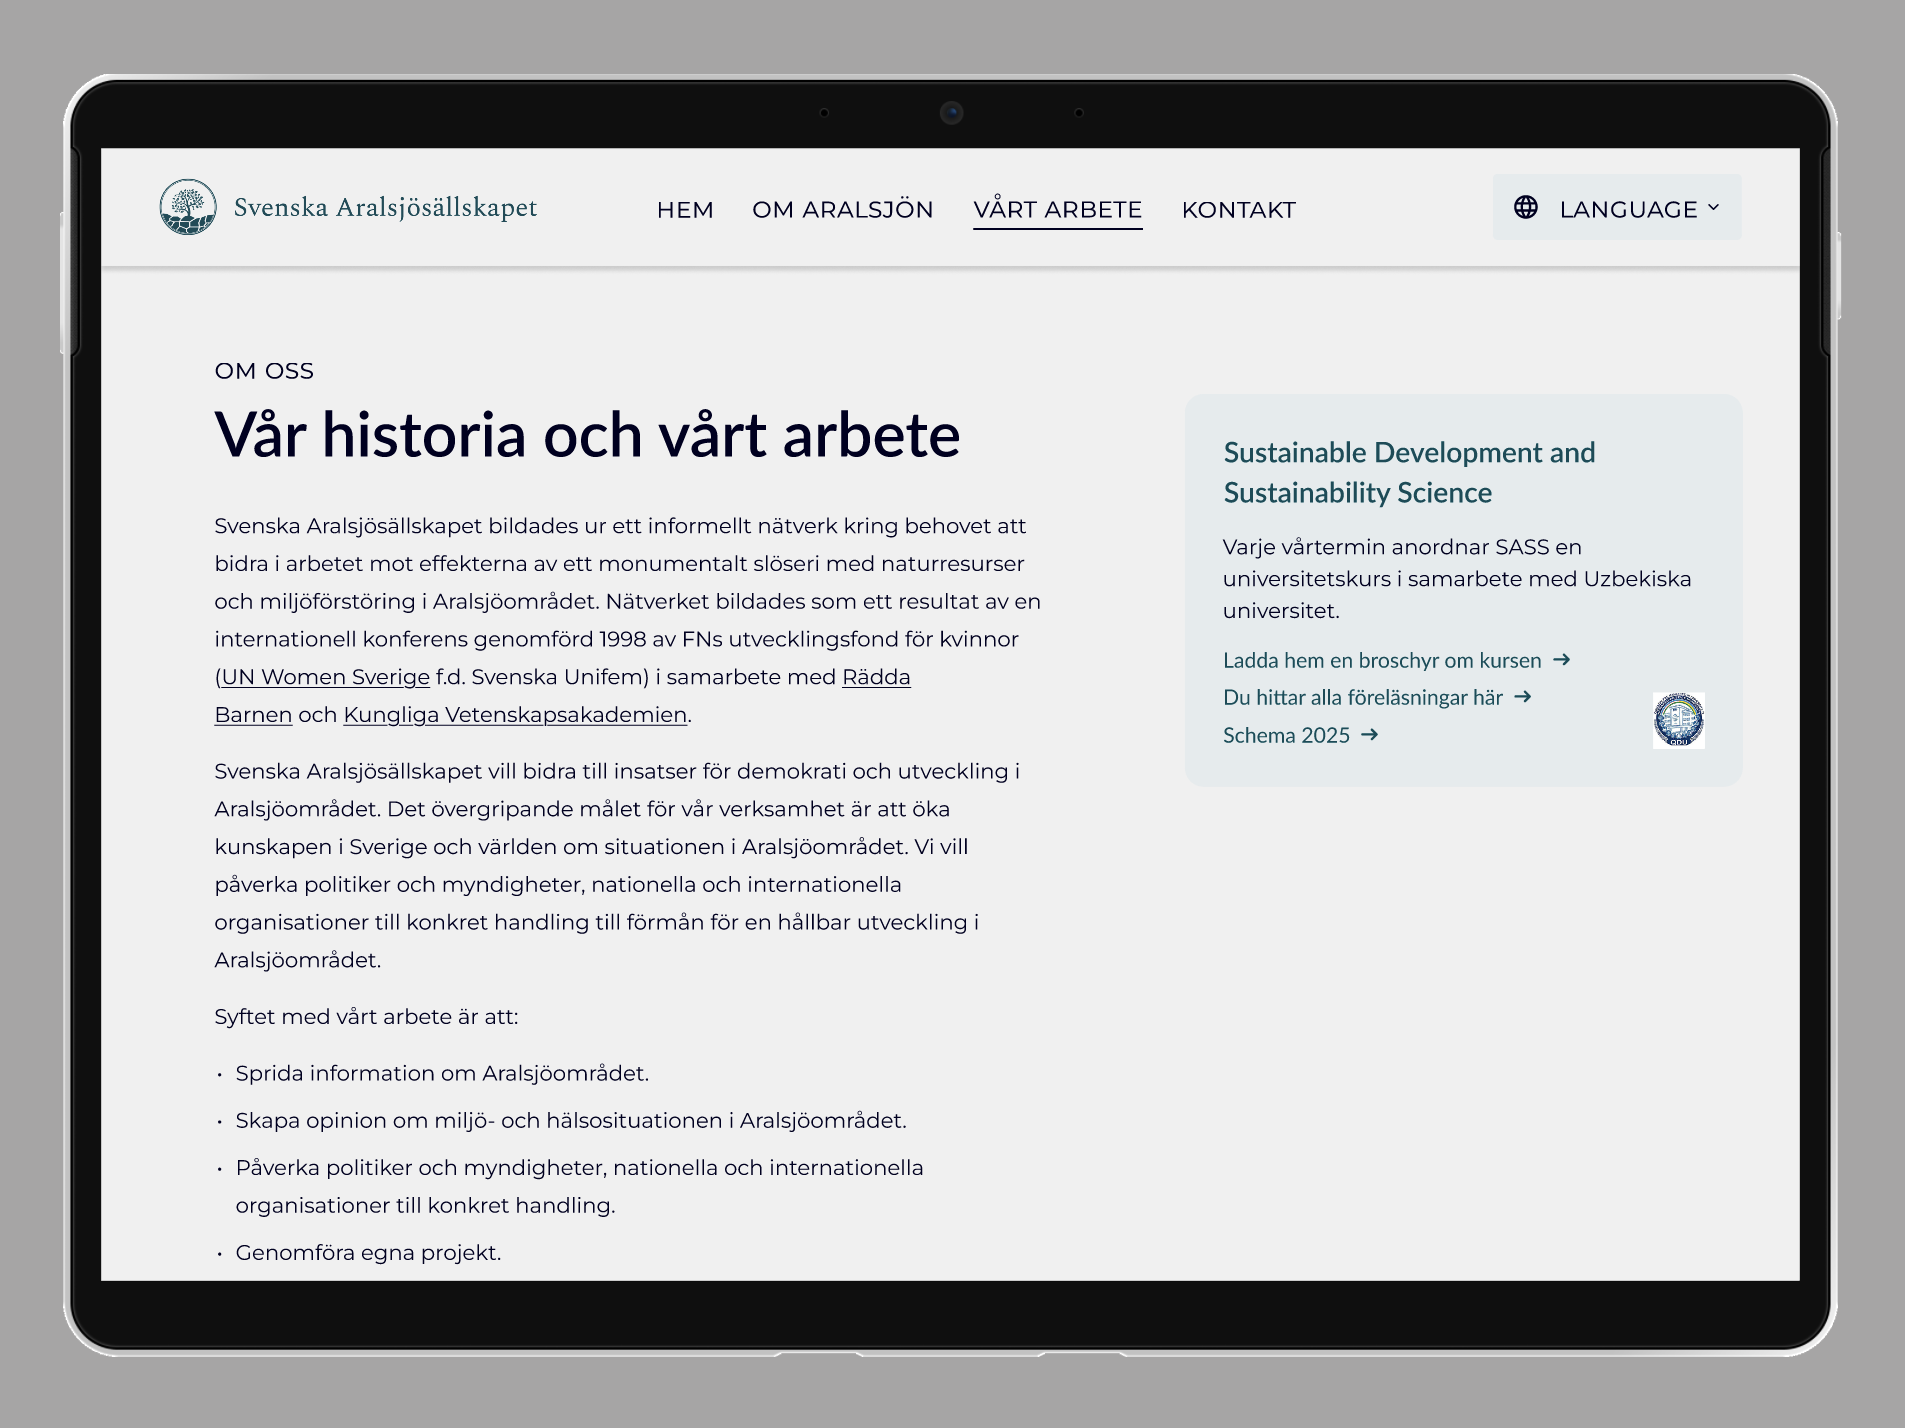 Svenska Aralsjösällskapet
HEM
OM ARALSJÖN
VÅRT ARBETE
KONTAKT
LANGUAGE
OM OSS
Vår historia och vårt arbete
Svenska Aralsjösällskapet bildades ur ett informellt nätverk kring behovet att
bidra i arbetet mot effekterna av ett monumentalt slöseri med naturresurser
och miljöförstöring i Aralsjöområdet. Nätverket bildades som ett resultat av en
internationell konferens genomförd 1998 av FNs utvecklingsfond för kvinnor
(UN Women Sverige f.d. Svenska Unifem) i samarbete med Rädda
Barnen och Kungliga Vetenskapsakademien.
Svenska Aralsjösällskapet vill bidra till insatser för demokrati och utveckling i
Aralsjöområdet. Det övergripande målet för vår verksamhet är att öka
kunskapen i Sverige och världen om situationen i Aralsjöområdet. Vi vill
påverka politiker och myndigheter, nationella och internationella
organisationer till konkret handling till förmån för en hållbar utveckling i
Aralsjöområdet.
Syftet med vårt arbete är att:
• Sprida information om Aralsjöområdet.
• Skapa opinion om miljö- och hälsosituationen i Aralsjöområdet.
• Påverka politiker och myndigheter, nationella och internationella
organisationer till konkret handling.
• Genomföra egna projekt.
Sustainable Development and
Sustainability Science
Varje vårtermin anordnar SASS en
universitetskurs i samarbete med Uzbekiska
universitet.
Ladda hem en broschyr om kursen →
Du hittar alla föreläsningar här →
Schema 2025 →
QDU